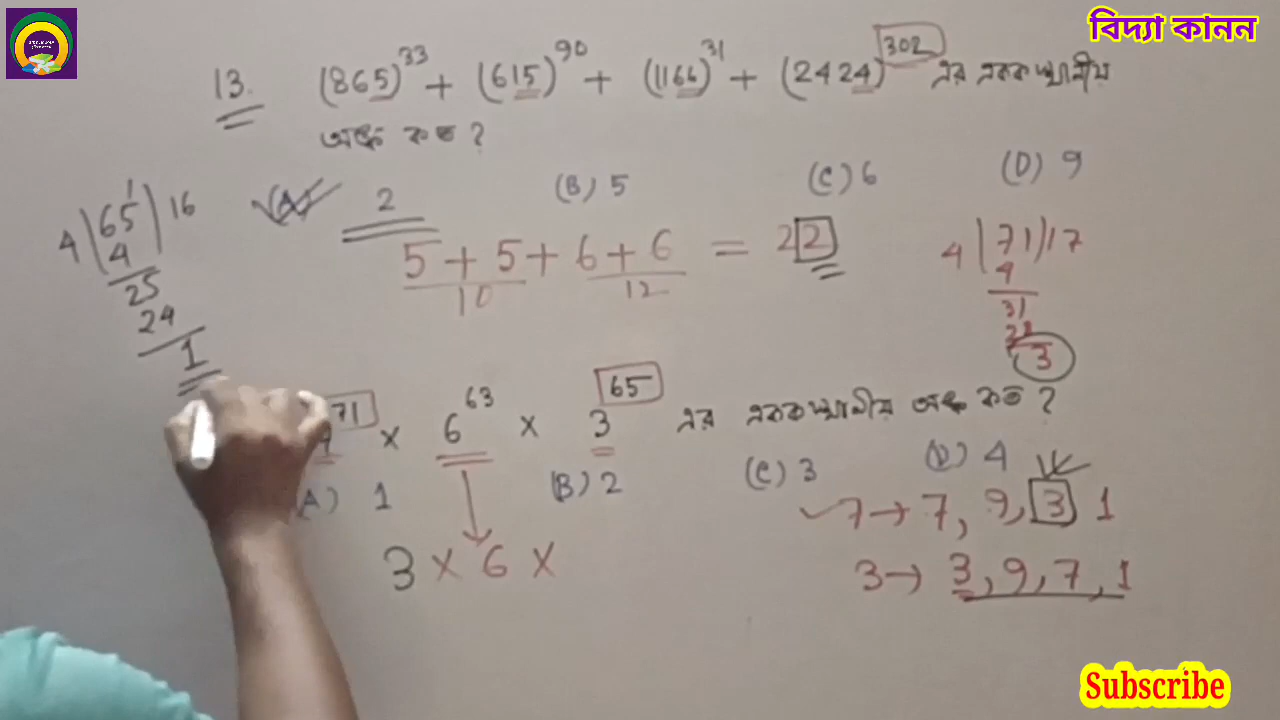 বিদ্যা কানন
13. (865)^33 + (615)^90 + (1166)^31 + (2424)^302 এর একক স্থানীয়
অঙ্ক কত ?
(A) 2 (B) 5 (C) 6 (D) 9
5 + 5 + 6 + 6 = 22
10 12
4 ) 65 ( 16
4
25
24
1
4 ) 71 ( 17
4
31
28
3
7^71 × 6^63 × 3^65 এর একক স্থানীয় অঙ্ক কত ?
(A) 1 (B) 2 (C) 3 (D) 4
7 → 7, 9, 3 1
3 × 6 ×
3 → 3, 9, 7, 1
Subscribe